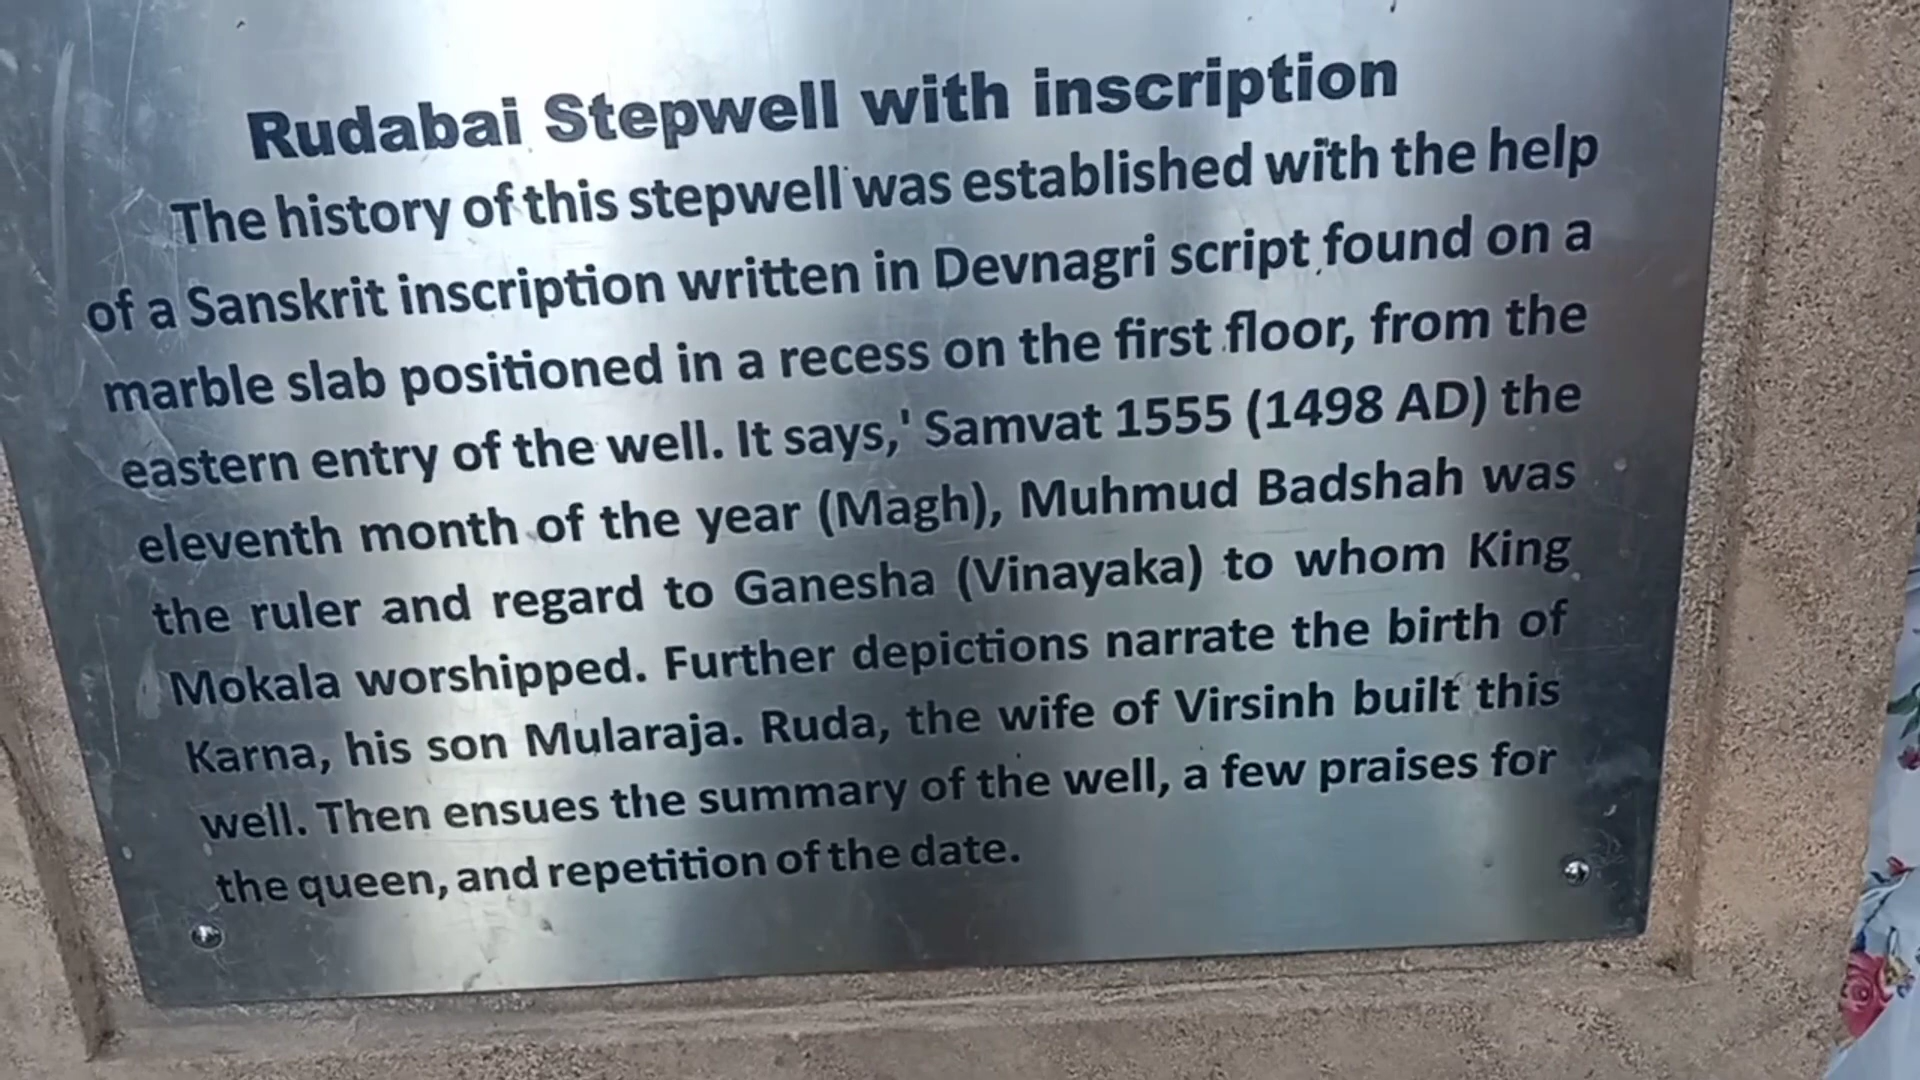 Rudabai Stepwell with inscription
The history of this stepwell was established with the help
of a Sanskrit inscription written in Devnagri script found on a
marble slab positioned in a recess on the first floor, from the
eastern entry of the well. It says,' Samvat 1555 (1498 AD) the
eleventh month of the year (Magh), Muhmud Badshah was
the ruler and regard to Ganesha (Vinayaka) to whom King
Mokala worshipped. Further depictions narrate the birth of
Karna, his son Mularaja. Ruda, the wife of Virsinh built this
well. Then ensues the summary of the well, a few praises for
the queen, and repetition of the date.